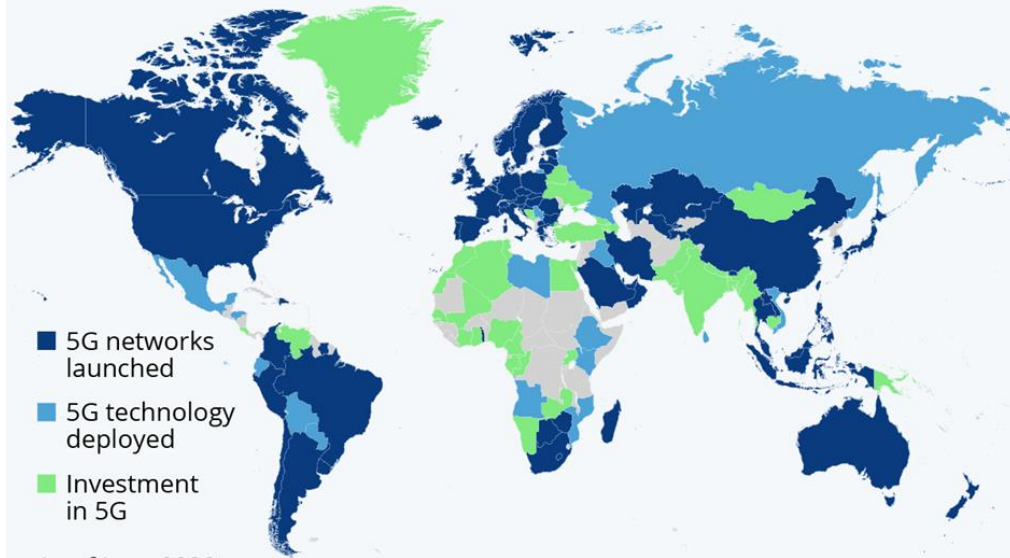 5G networks
launched
5G technology
deployed
Investment
in 5G